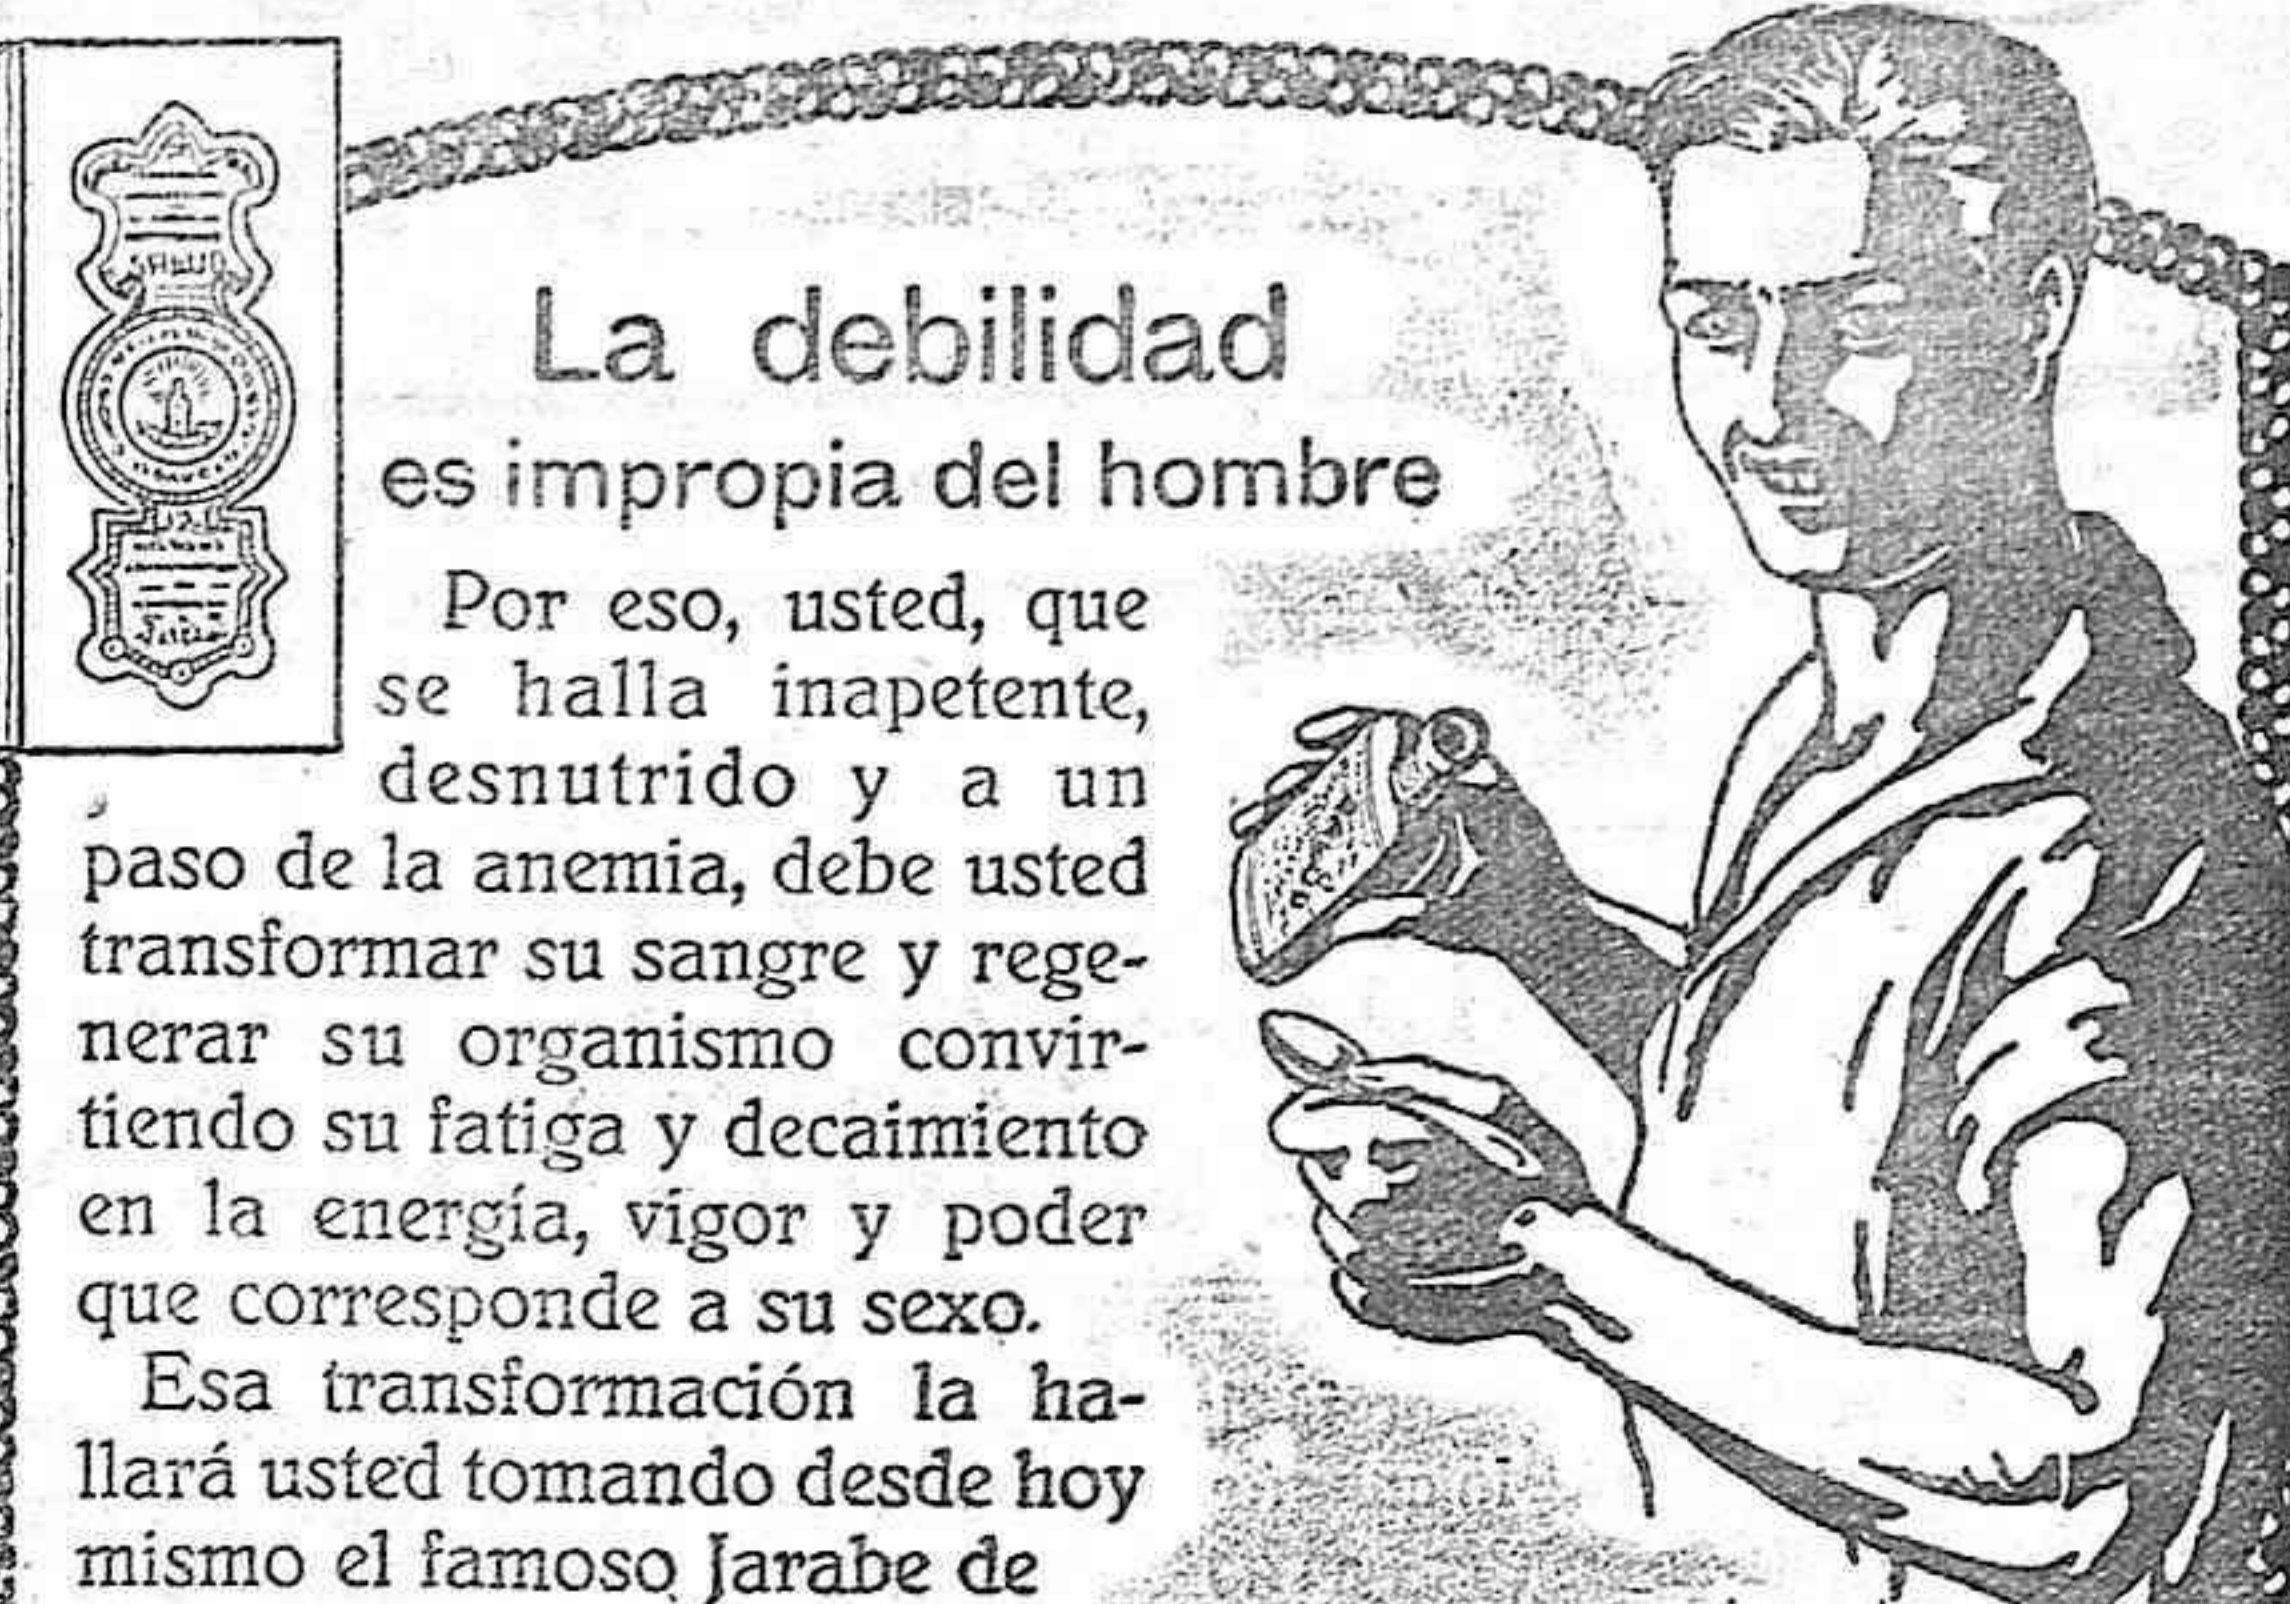 SALUD
La debilidad
es impropia del hombre
Por eso, usted, que
se halla inapetente,
desnutrido y a un
paso de la anemia, debe usted
transformar su sangre y rege-
nerar su organismo convir-
tiendo su fatiga y decaimiento
en la energía, vigor y poder
que corresponde a su sexo.
Esa transformación la ha-
llará usted tomando desde hoy
mismo el famoso Jarabe de